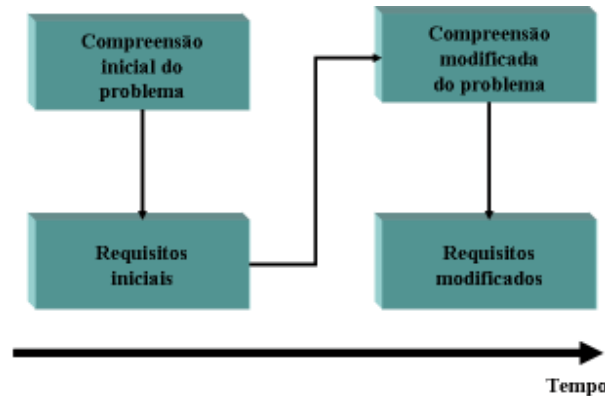 Compreensão
inicial do
problema
Compreensão
modificada
do problema
Requisitos
iniciais
Requisitos
modificados
Tempo